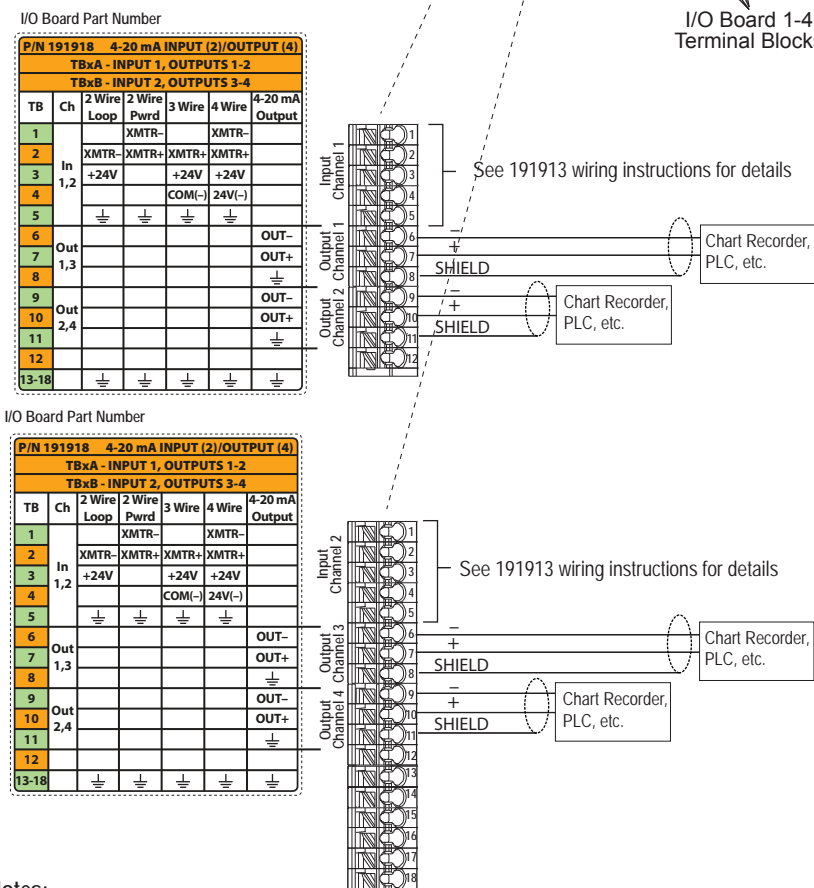 I/O Board 1-4
Terminal Blocks
I/O Board Part Number
P/N 191918 4-20 mA INPUT (2)/OUTPUT (4)
TBxA - INPUT 1, OUTPUTS 1-2
TBxB - INPUT 2, OUTPUTS 3-4
TB Ch 2 Wire Loop 2 Wire Pwrd 3 Wire 4 Wire 4-20 mA Output
1 XMTR– XMTR–
2 XMTR– XMTR+ XMTR+ XMTR+
In 1,2
3 +24V +24V +24V
4 COM(–) 24V(–)
5
6 OUT–
Out 1,3
7 OUT+
8
9 OUT–
Out 2,4
10 OUT+
11
12
13-18
Input Channel 1
Output Channel 1
Output Channel 2
1
2
3
4
5
6
7
8
9
10
11
12
See 191913 wiring instructions for details
–
+
SHIELD
Chart Recorder,
PLC, etc.
–
+
SHIELD
Chart Recorder,
PLC, etc.
I/O Board Part Number
P/N 191918 4-20 mA INPUT (2)/OUTPUT (4)
TBxA - INPUT 1, OUTPUTS 1-2
TBxB - INPUT 2, OUTPUTS 3-4
TB Ch 2 Wire Loop 2 Wire Pwrd 3 Wire 4 Wire 4-20 mA Output
1 XMTR– XMTR–
2 XMTR– XMTR+ XMTR+ XMTR+
In 1,2
3 +24V +24V +24V
4 COM(–) 24V(–)
5
6 OUT–
Out 1,3
7 OUT+
8
9 OUT–
Out 2,4
10 OUT+
11
12
13-18
Input Channel 2
Output Channel 3
Output Channel 4
1
2
3
4
5
6
7
8
9
10
11
12
13
14
15
16
17
18
See 191913 wiring instructions for details
–
+
SHIELD
Chart Recorder,
PLC, etc.
–
+
SHIELD
Chart Recorder,
PLC, etc.